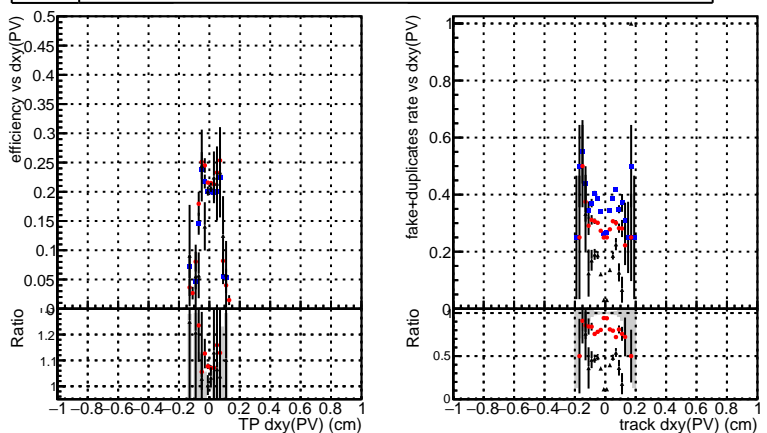 efficiency vs dxy(PV)
0.5
0.45
0.4
0.35
0.3
0.25
0.2
0.15
0.1
0.05
0
Ratio
1.2
1.1
1
−1 −0.8 −0.6 −0.4 −0.2 0 0.2 0.4 0.6 0.8 1
TP dxy(PV) (cm)
fake+duplicates rate vs dxy(PV)
1
0.8
0.6
0.4
0.2
0
Ratio
0.5
−1 −0.8 −0.6 −0.4 −0.2 0 0.2 0.4 0.6 0.8 1
track dxy(PV) (cm)